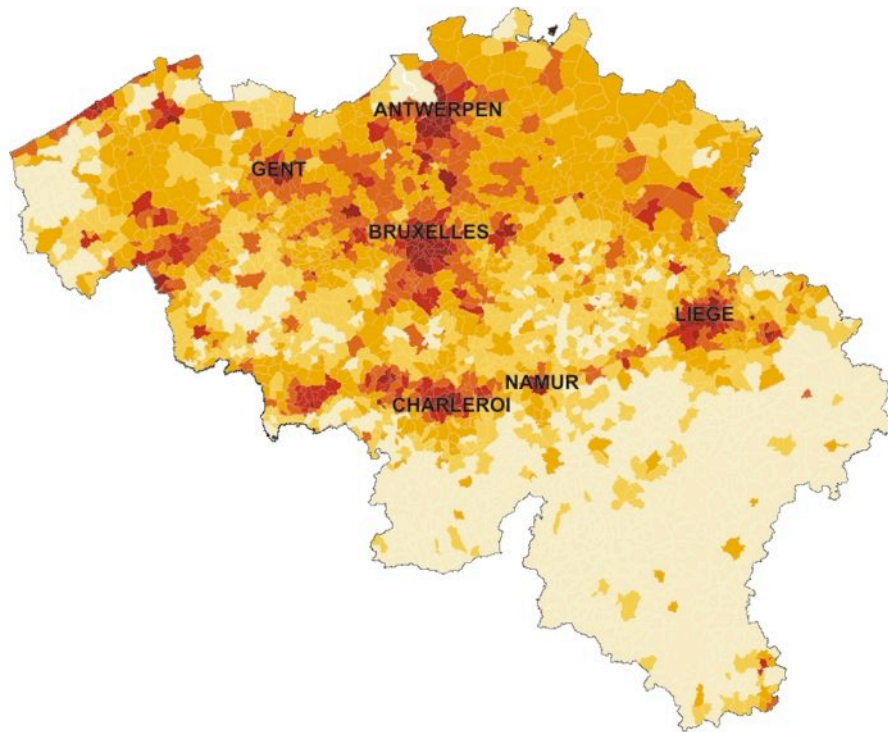 ANTWERPEN
GENT
BRUXELLES
LIEGE
NAMUR
CHARLEROI